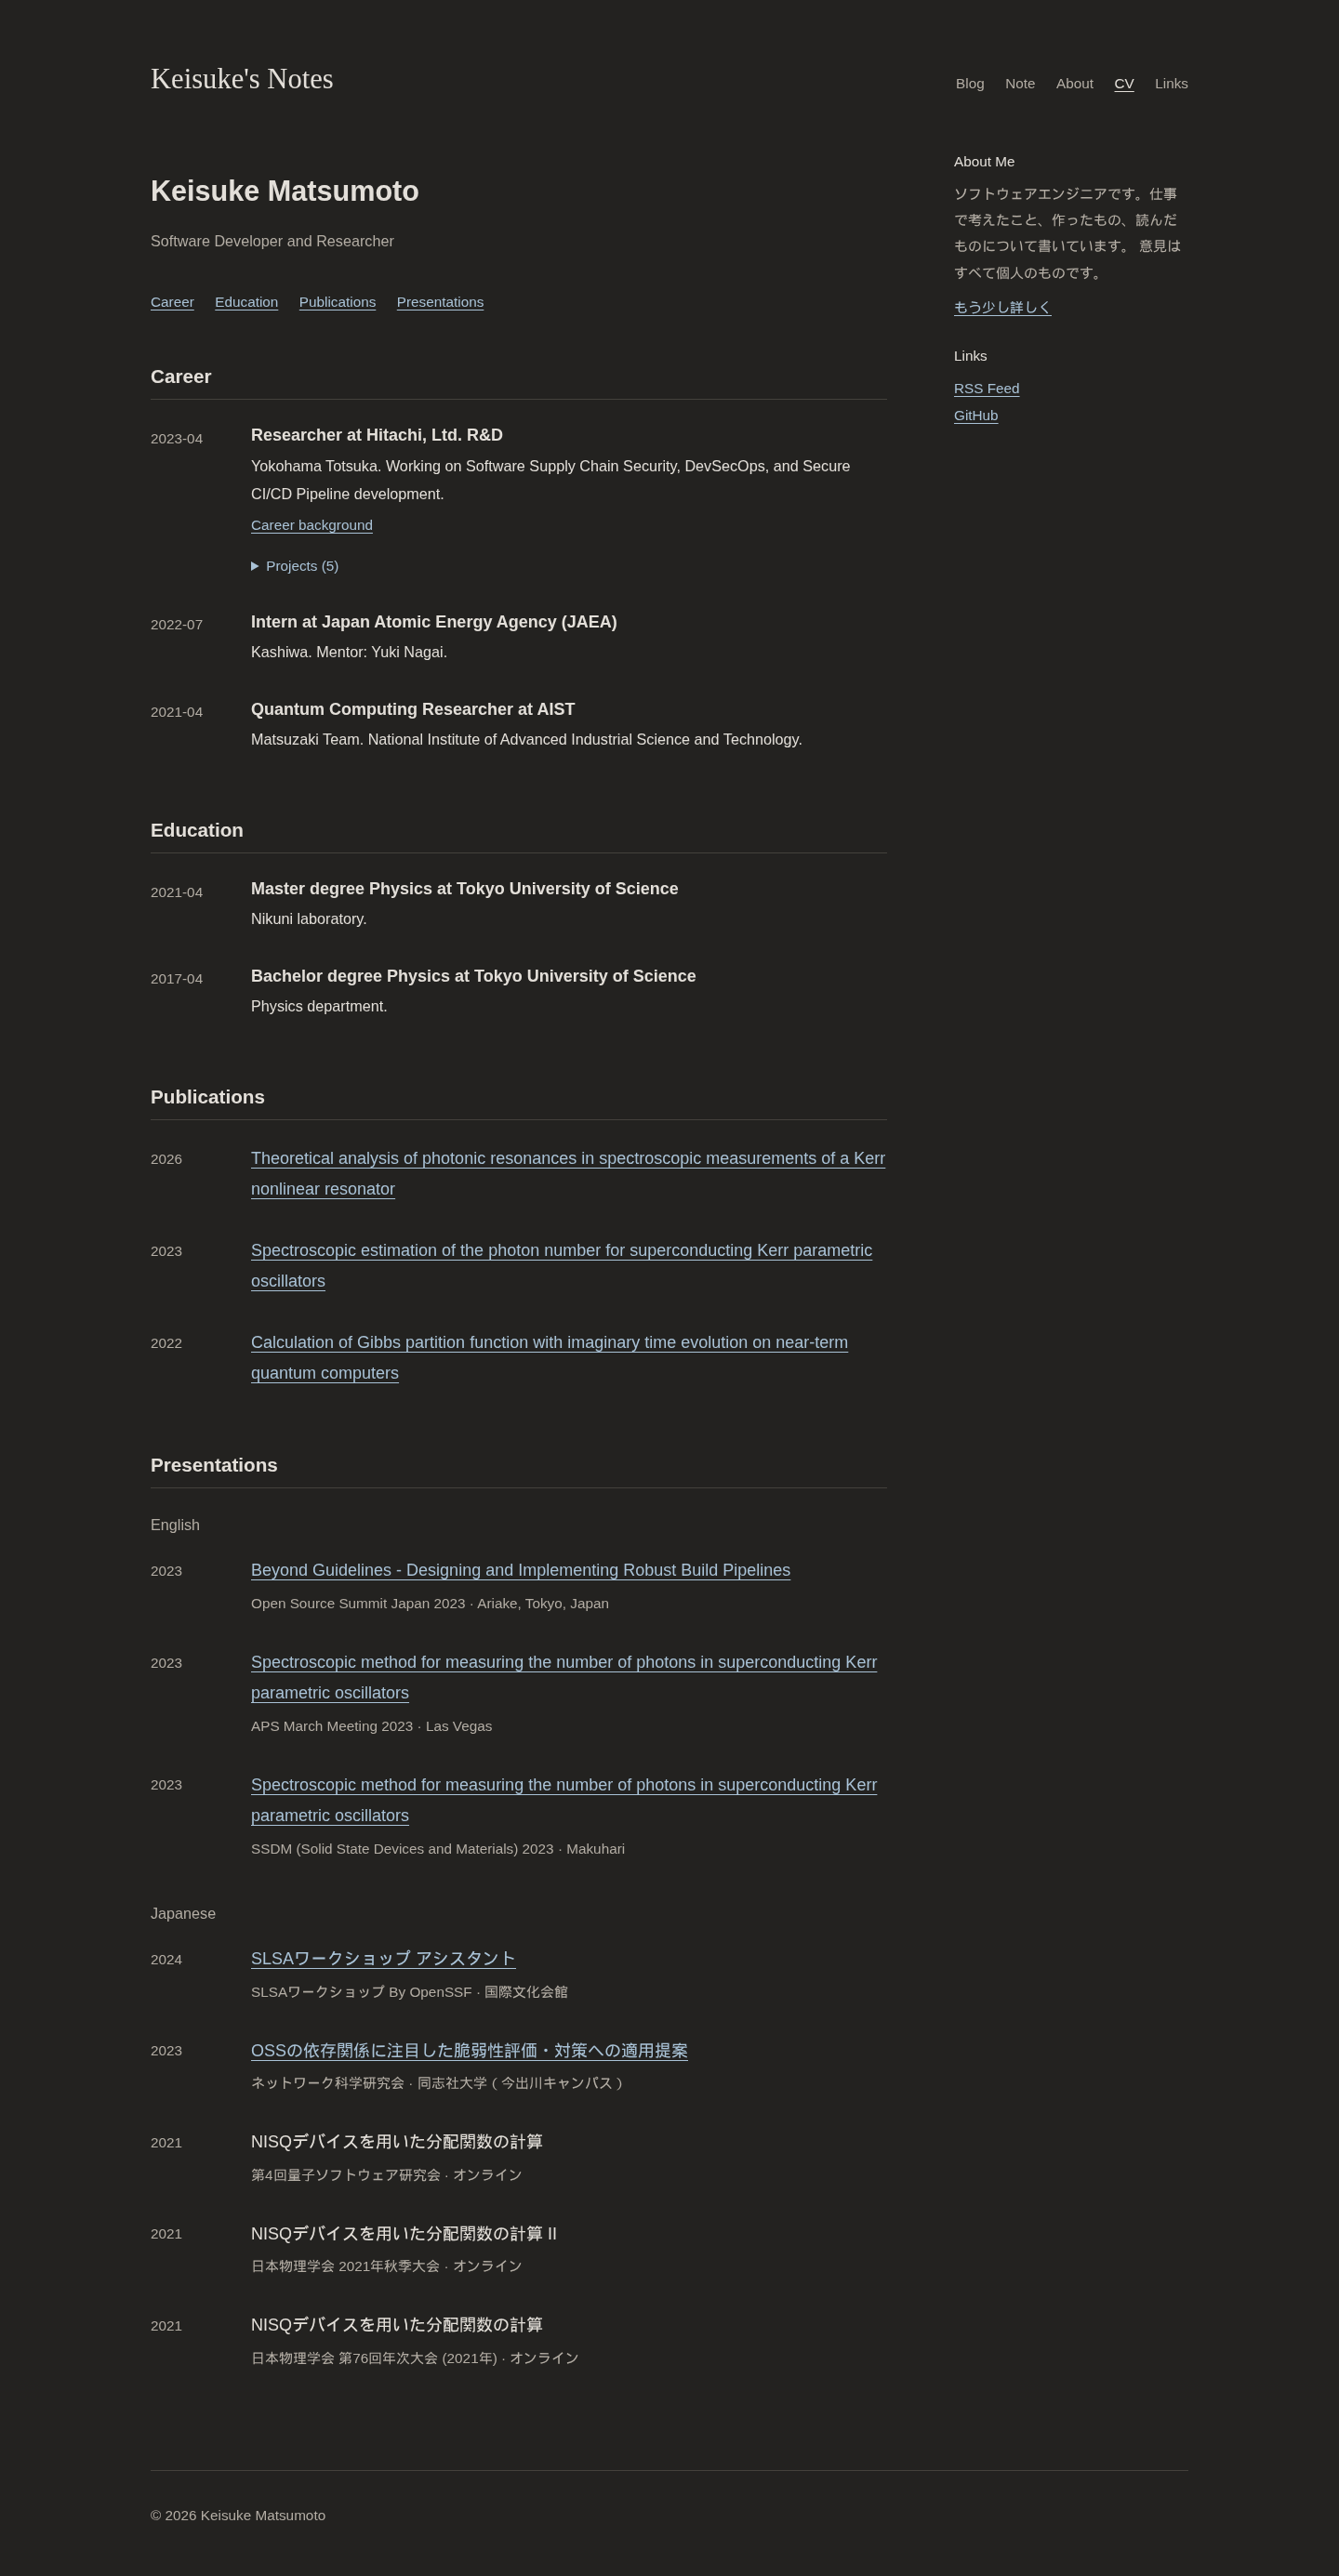 Keisuke's Notes
Blog Note About CV Links
Keisuke Matsumoto
Software Developer and Researcher
Career Education Publications Presentations
Career
2023-04
Researcher at Hitachi, Ltd. R&D
Yokohama Totsuka. Working on Software Supply Chain Security, DevSecOps, and Secure
CI/CD Pipeline development.
Career background
▶ Projects (5)
2022-07
Intern at Japan Atomic Energy Agency (JAEA)
Kashiwa. Mentor: Yuki Nagai.
2021-04
Quantum Computing Researcher at AIST
Matsuzaki Team. National Institute of Advanced Industrial Science and Technology.
Education
2021-04
Master degree Physics at Tokyo University of Science
Nikuni laboratory.
2017-04
Bachelor degree Physics at Tokyo University of Science
Physics department.
Publications
2026
Theoretical analysis of photonic resonances in spectroscopic measurements of a Kerr
nonlinear resonator
2023
Spectroscopic estimation of the photon number for superconducting Kerr parametric
oscillators
2022
Calculation of Gibbs partition function with imaginary time evolution on near-term
quantum computers
Presentations
English
2023
Beyond Guidelines - Designing and Implementing Robust Build Pipelines
Open Source Summit Japan 2023 · Ariake, Tokyo, Japan
2023
Spectroscopic method for measuring the number of photons in superconducting Kerr
parametric oscillators
APS March Meeting 2023 · Las Vegas
2023
Spectroscopic method for measuring the number of photons in superconducting Kerr
parametric oscillators
SSDM (Solid State Devices and Materials) 2023 · Makuhari
Japanese
2024
SLSAワークショップ アシスタント
SLSAワークショップ By OpenSSF · 国際文化会館
2023
OSSの依存関係に注目した脆弱性評価・対策への適用提案
ネットワーク科学研究会 · 同志社大学（今出川キャンパス）
2021
NISQデバイスを用いた分配関数の計算
第4回量子ソフトウェア研究会 · オンライン
2021
NISQデバイスを用いた分配関数の計算 II
日本物理学会 2021年秋季大会 · オンライン
2021
NISQデバイスを用いた分配関数の計算
日本物理学会 第76回年次大会 (2021年) · オンライン
About Me
ソフトウェアエンジニアです。仕事
で考えたこと、作ったもの、読んだ
ものについて書いています。 意見は
すべて個人のものです。
もう少し詳しく
Links
RSS Feed
GitHub
© 2026 Keisuke Matsumoto